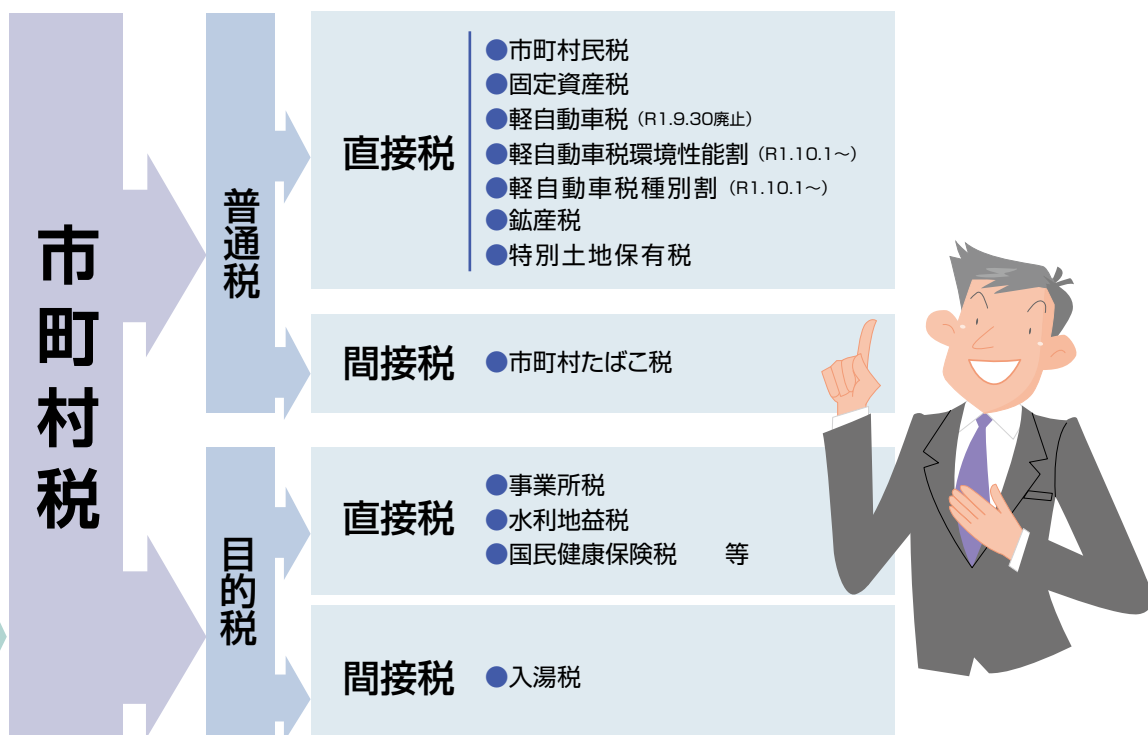 市町村税
普通税
直接税
●市町村民税
●固定資産税
●軽自動車税（R1.9.30廃止）
●軽自動車税環境性能割（R1.10.1～）
●軽自動車税種別割（R1.10.1～）
●鉱産税
●特別土地保有税
間接税
●市町村たばこ税
目的税
直接税
●事業所税
●水利地益税
●国民健康保険税　等
間接税
●入湯税